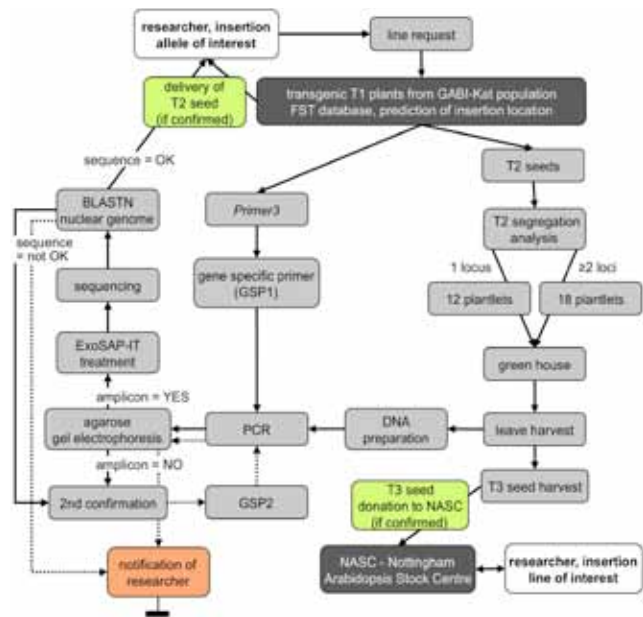 researcher, insertion
allele of interest
line request
delivery of
T2 seed
(if confirmed)
transgenic T1 plants from GABI-Kat population
FST database, prediction of insertion location
sequence = OK
T2 seeds
BLASTN
nuclear genome
Primer3
T2 segregation
analysis
sequence
= not OK
1 locus
≥2 loci
sequencing
gene specific primer
(GSP1)
12 plantlets
18 plantlets
ExoSAP-IT
treatment
green house
amplicon = YES
agarose
gel electrophoresis
PCR
DNA
preparation
leave harvest
amplicon = NO
2nd confirmation
GSP2
T3 seed
donation to NASC
(if confirmed)
T3 seed harvest
notification of
researcher
NASC - Nottingham
Arabidopsis Stock Centre
researcher, insertion
line of interest